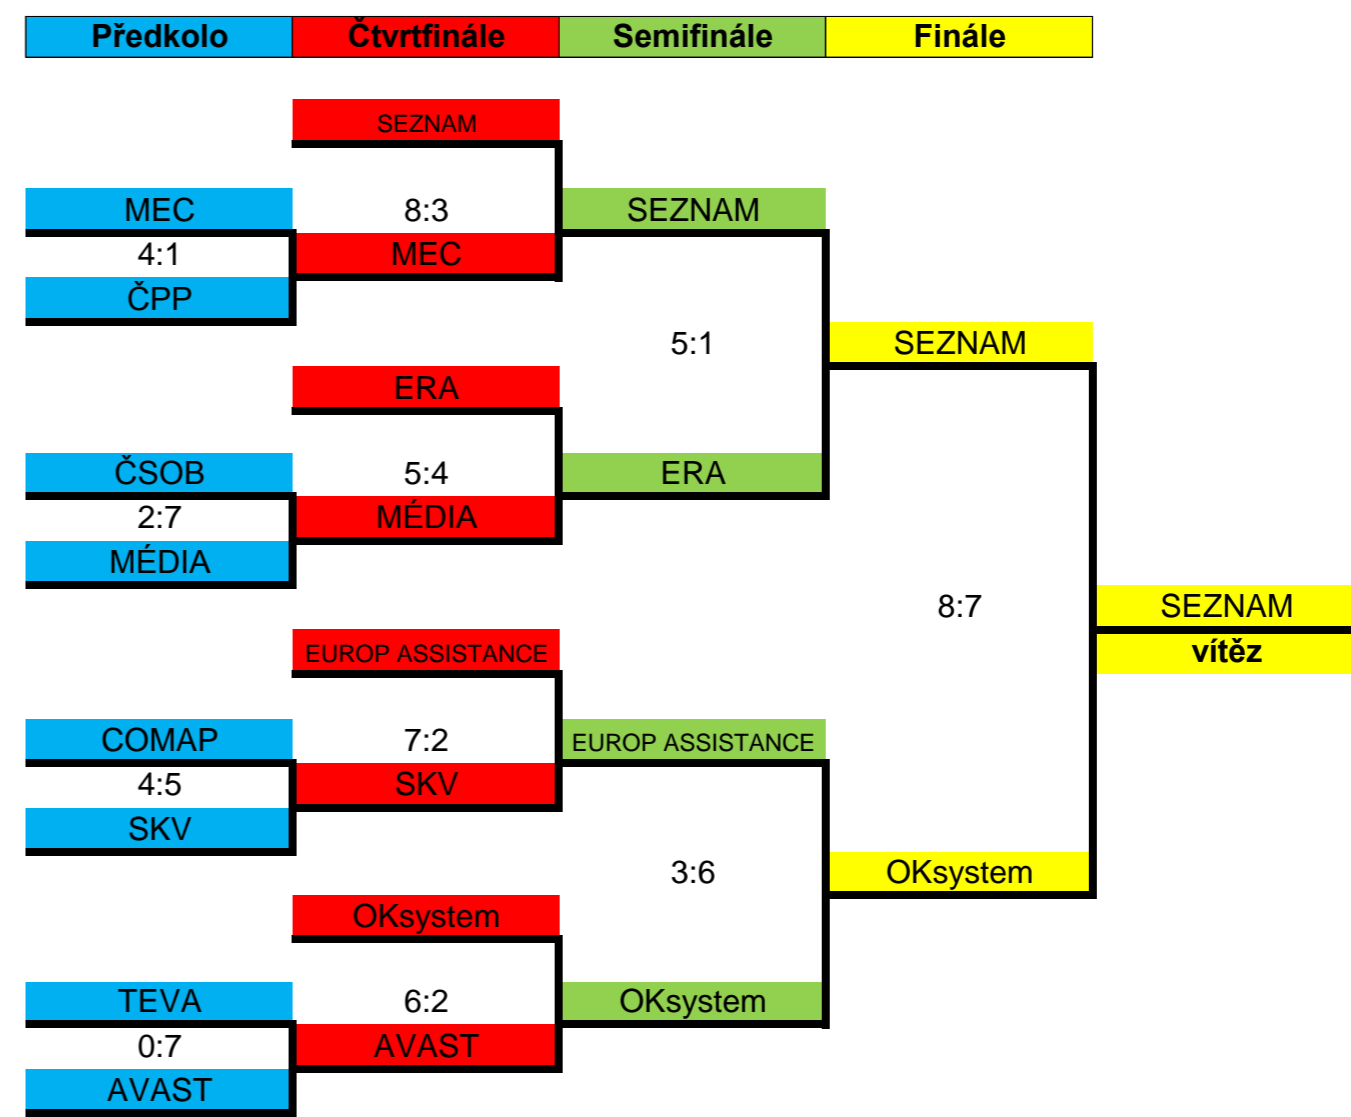 Předkolo Čtvrtfinále Semifinále Finále
SEZNAM
MEC 8:3 SEZNAM
4:1 MEC
ČPP
5:1 SEZNAM
ERA
ČSOB 5:4 ERA
2:7 MÉDIA
MÉDIA
8:7 SEZNAM
EUROP ASSISTANCE vítěz
COMAP 7:2 EUROP ASSISTANCE
4:5 SKV
SKV
3:6 OKsystem
OKsystem
TEVA 6:2 OKsystem
0:7 AVAST
AVAST